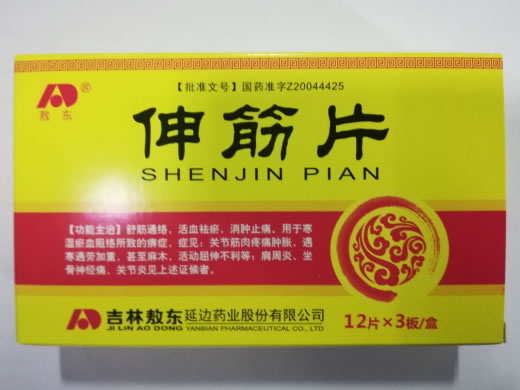 【批准文号】国药准字Z20044425
敖东®
伸筋片
SHENJIN PIAN
【功能主治】舒筋通络，活血祛瘀，消肿止痛。用于寒
湿瘀血阻络所致的痹症，症见：关节筋肉疼痛肿胀，遇
寒遇劳加重，甚至麻木，活动屈伸不利等；肩周炎、坐
骨神经痛、关节炎见上述证候者。
吉林敖东延边药业股份有限公司
JI LIN AO DONG YANBIAN PHARMACEUTICAL CO., LTD
12片×3板/盒